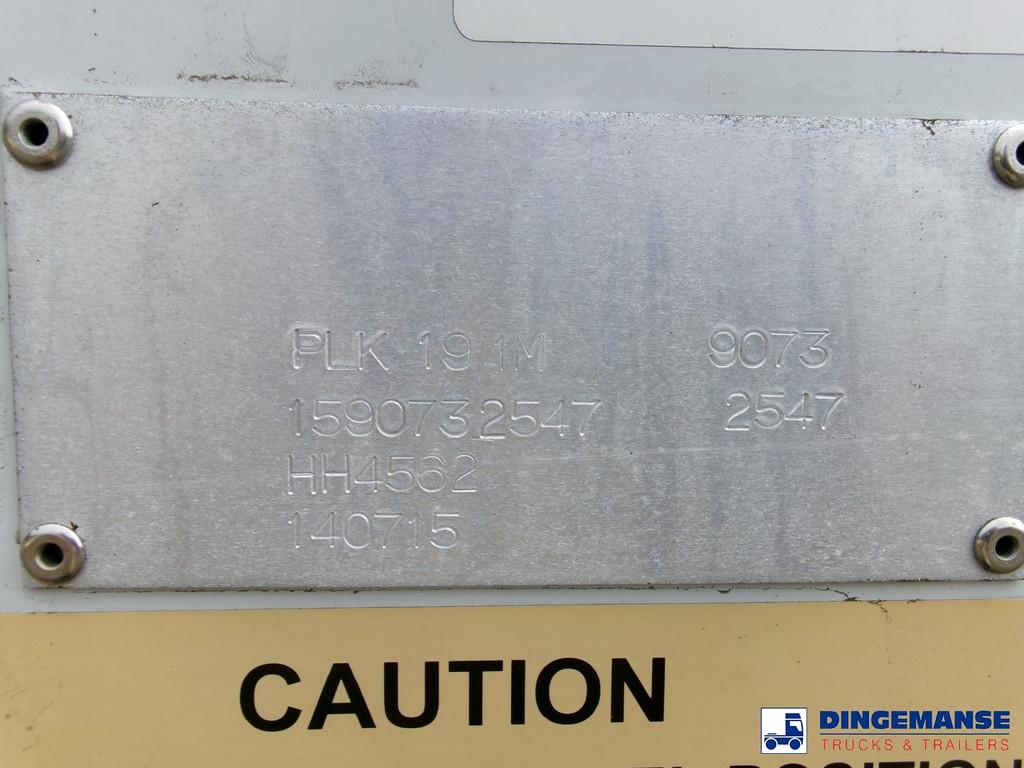 PLK 19 1M 9073
1590732547 2547
HH4562
140715
CAUTION
DINGEMANSE
TRUCKS & TRAILERS